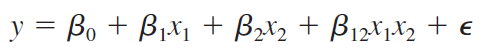 y = β₀ + β₁x₁ + β₂x₂ + β₁₂x₁x₂ + ϵ